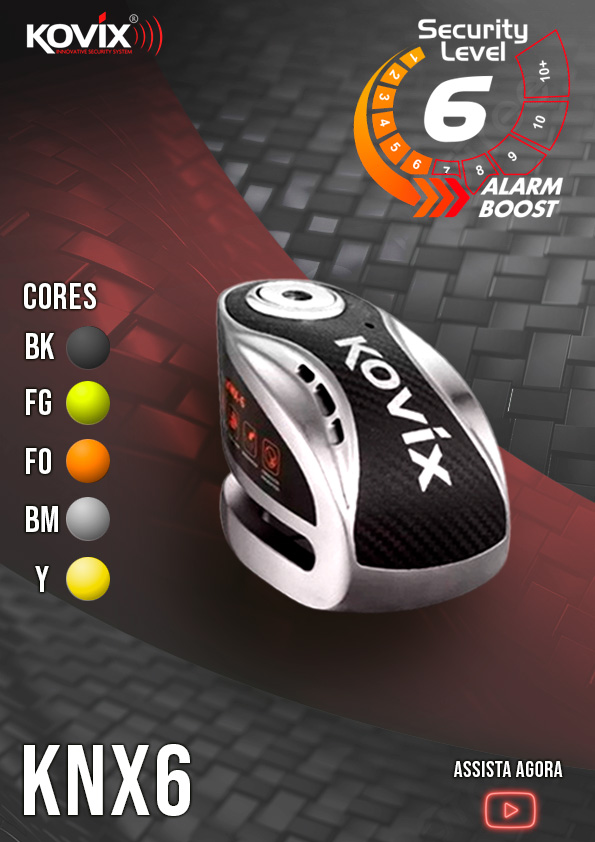 KOVIX®
INNOVATIVE SECURITY SYSTEM
Security
Level
6
1
2
3
4
5
6
7
8
9
10
10+
ALARM
BOOST
CORES
BK
FG
FO
BM
Y
KOVIX
KNX6
KNX6
ASSISTA AGORA